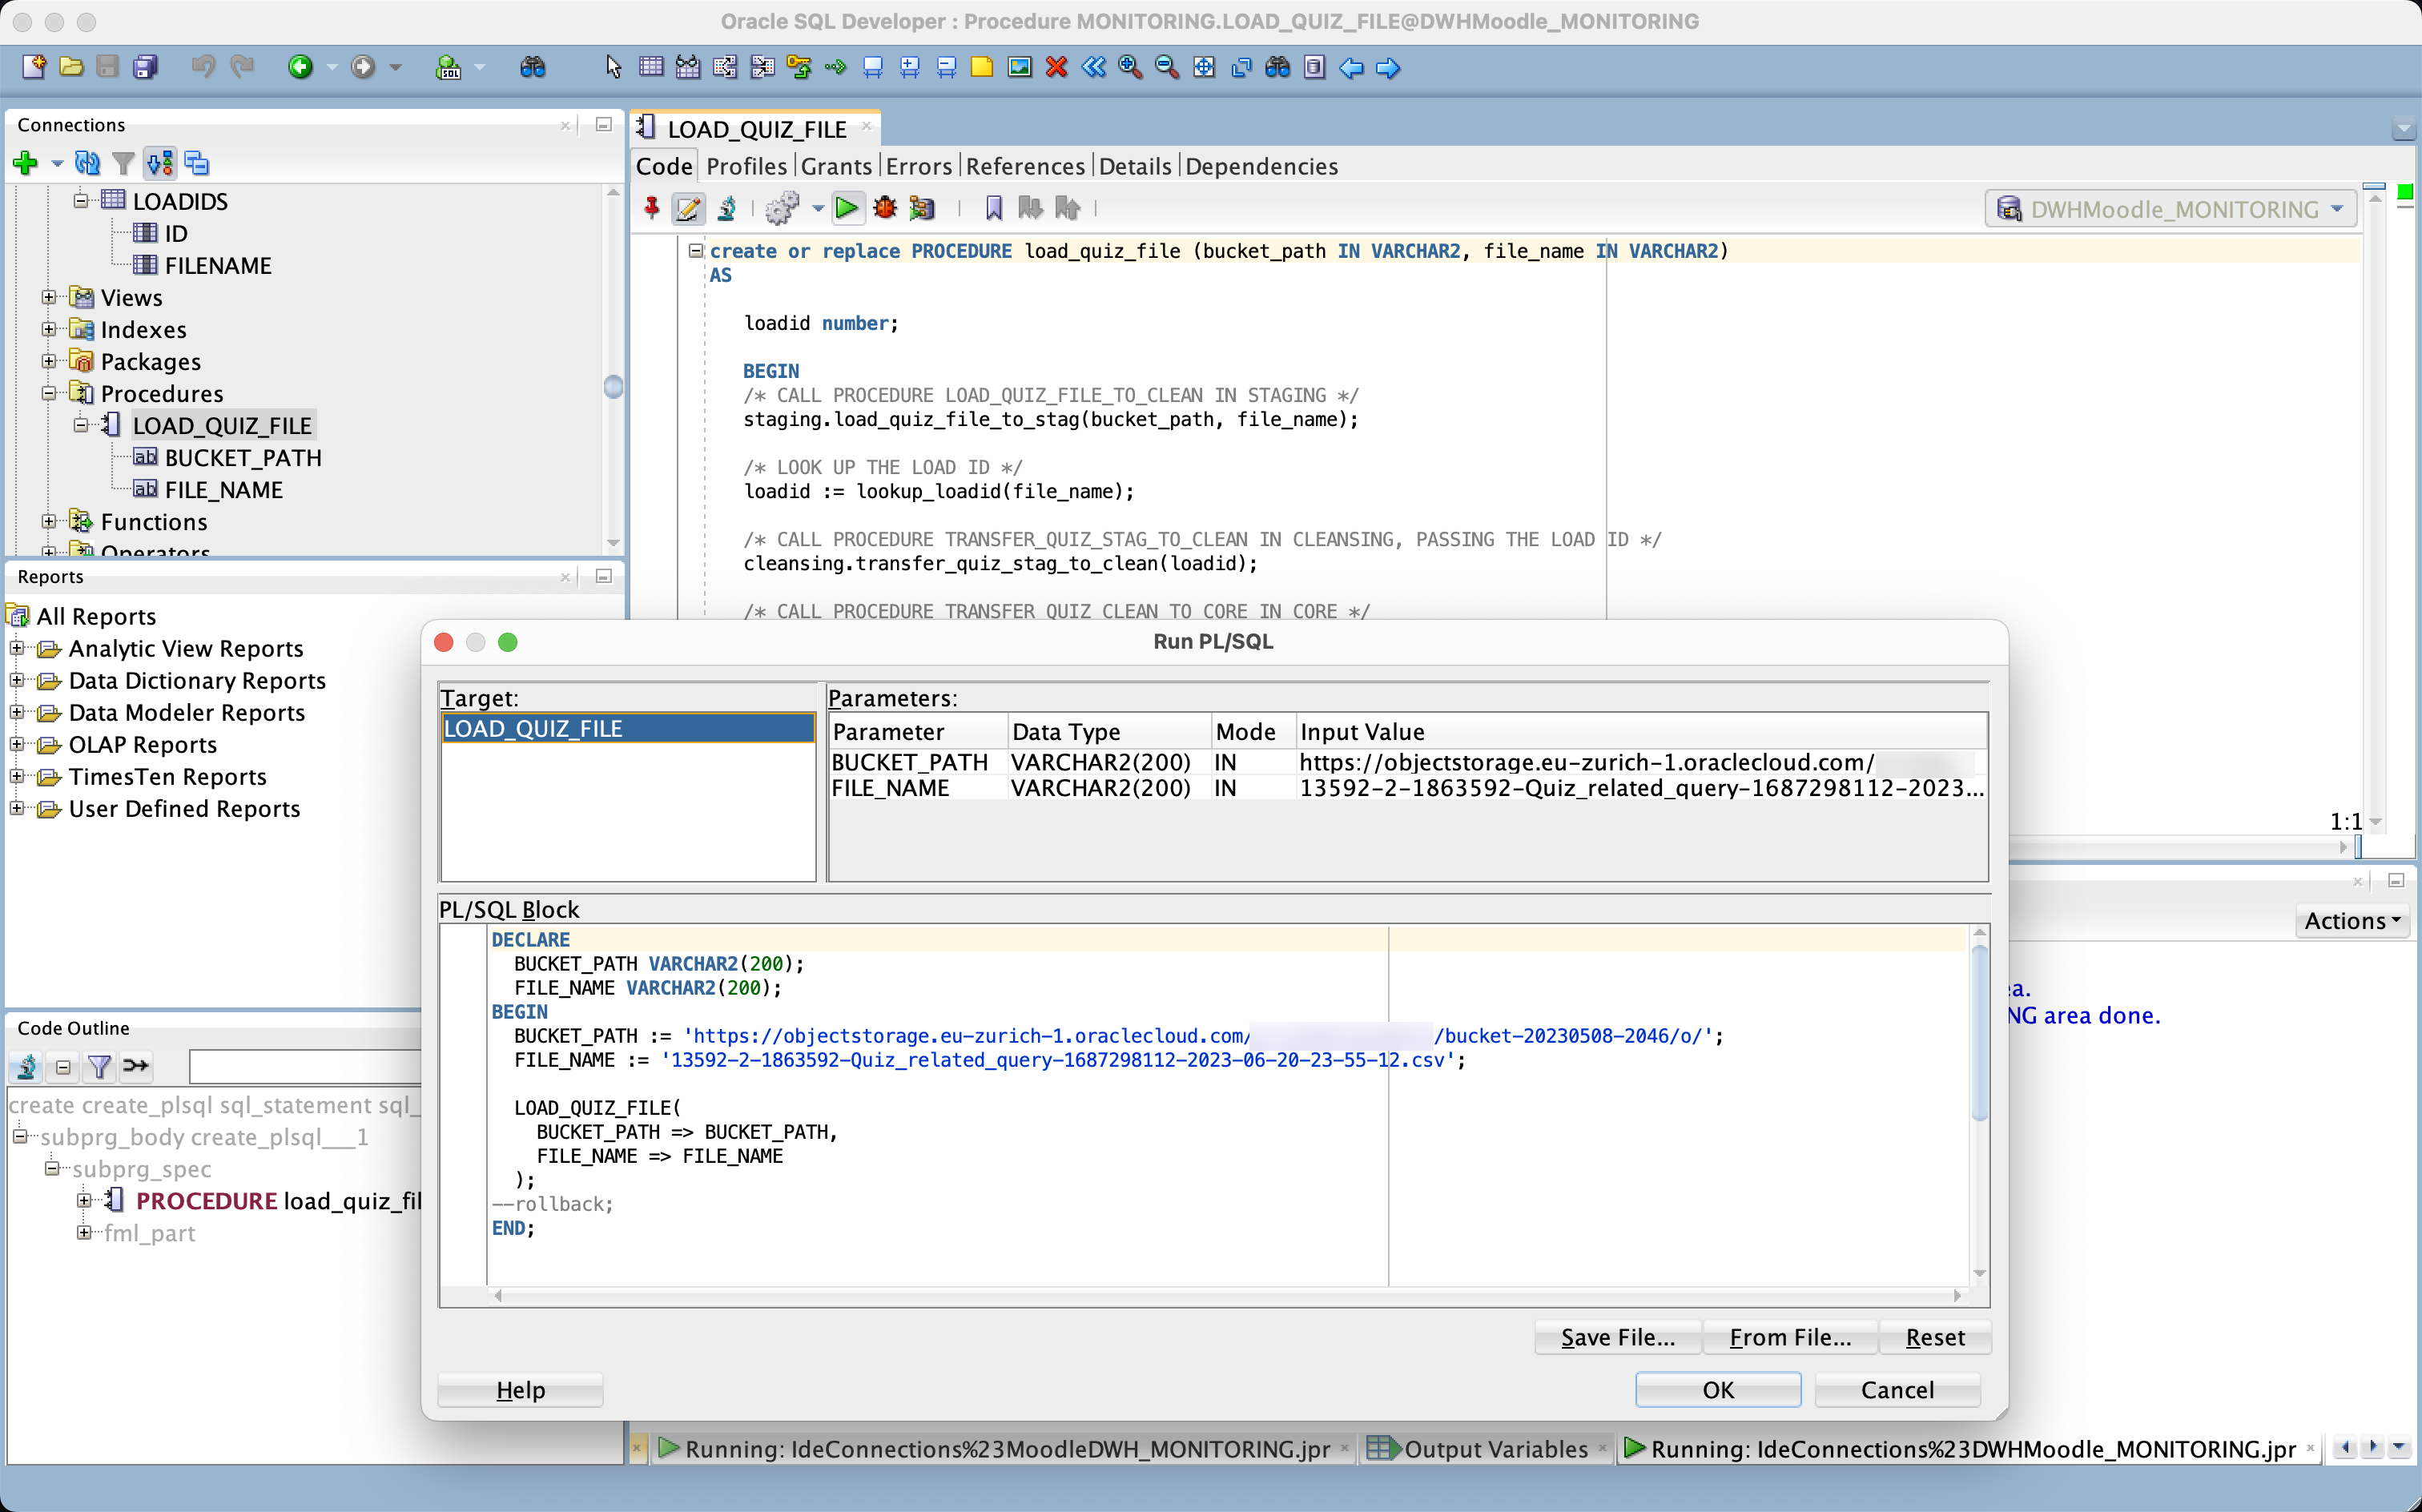 Oracle SQL Developer : Procedure MONITORING.LOAD_QUIZ_FILE@DWHMoodle_MONITORING
Connections
LOADIDS
ID
FILENAME
Views
Indexes
Packages
Procedures
LOAD_QUIZ_FILE
BUCKET_PATH
FILE_NAME
Functions
Operators
Reports
All Reports
Analytic View Reports
Data Dictionary Reports
Data Modeler Reports
OLAP Reports
TimesTen Reports
User Defined Reports
Code Outline
create create_plsql sql_statement sql_
subprg_body create_plsql___1
subprg_spec
PROCEDURE load_quiz_fil
fml_part
LOAD_QUIZ_FILE
Code Profiles Grants Errors References Details Dependencies
DWHMoodle_MONITORING
create or replace PROCEDURE load_quiz_file (bucket_path IN VARCHAR2, file_name IN VARCHAR2)
AS
loadid number;
BEGIN
/* CALL PROCEDURE LOAD_QUIZ_FILE_TO_CLEAN IN STAGING */
staging.load_quiz_file_to_stag(bucket_path, file_name);
/* LOOK UP THE LOAD ID */
loadid := lookup_loadid(file_name);
/* CALL PROCEDURE TRANSFER_QUIZ_STAG_TO_CLEAN IN CLEANSING, PASSING THE LOAD ID */
cleansing.transfer_quiz_stag_to_clean(loadid);
/* CALL PROCEDURE TRANSFER QUIZ CLEAN TO CORE IN CORE */
1:1
Actions
ea.
NG area done.
Run PL/SQL
Target:
LOAD_QUIZ_FILE
Parameters:
Parameter Data Type Mode Input Value
BUCKET_PATH VARCHAR2(200) IN https://objectstorage.eu-zurich-1.oraclecloud.com/
FILE_NAME VARCHAR2(200) IN 13592-2-1863592-Quiz_related_query-1687298112-2023...
PL/SQL Block
DECLARE
BUCKET_PATH VARCHAR2(200);
FILE_NAME VARCHAR2(200);
BEGIN
BUCKET_PATH := 'https://objectstorage.eu-zurich-1.oraclecloud.com/ /bucket-20230508-2046/o/';
FILE_NAME := '13592-2-1863592-Quiz_related_query-1687298112-2023-06-20-23-55-12.csv';
LOAD_QUIZ_FILE(
BUCKET_PATH => BUCKET_PATH,
FILE_NAME => FILE_NAME
);
--rollback;
END;
Save File... From File... Reset
Help OK Cancel
Running: IdeConnections%23MoodleDWH_MONITORING.jpr Output Variables Running: IdeConnections%23DWHMoodle_MONITORING.jpr